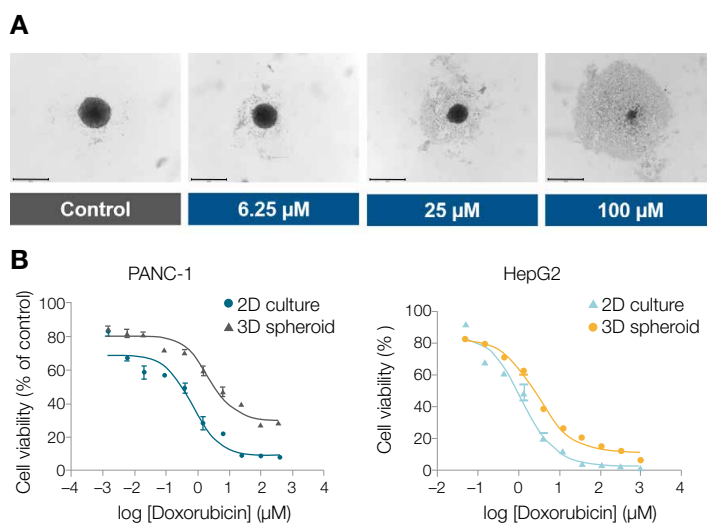 A
Control
6.25 µM
25 µM
100 µM
B
PANC-1
2D culture
3D spheroid
Cell viability (% of control)
100
80
60
40
20
0
−4 −3 −2 −1 0 1 2 3 4
log [Doxorubicin] (µM)
HepG2
2D culture
3D spheroid
Cell viability (% )
100
80
60
40
20
0
−2 −1 0 1 2 3 4
log [Doxorubicin] (µM)